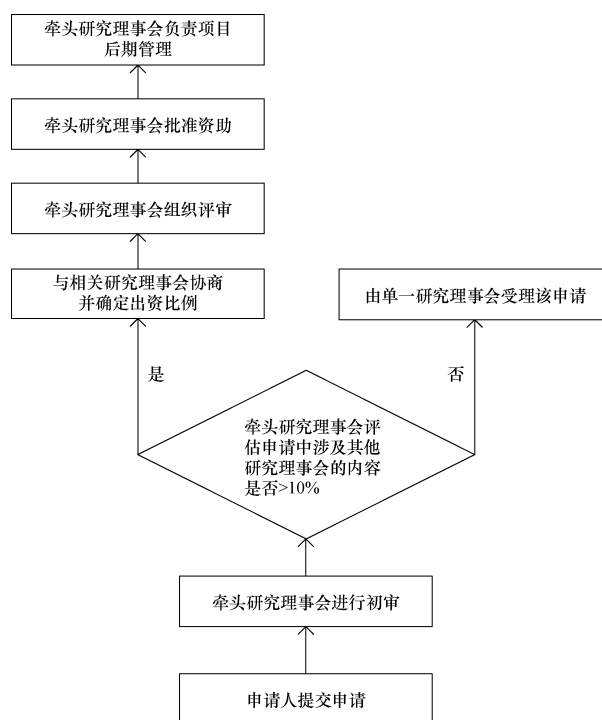 牵头研究理事会负责项目
后期管理
牵头研究理事会批准资助
牵头研究理事会组织评审
与相关研究理事会协商
并确定出资比例
由单一研究理事会受理该申请
是
否
牵头研究理事会评
估申请中涉及其他
研究理事会的内容
是否>10%
牵头研究理事会进行初审
申请人提交申请